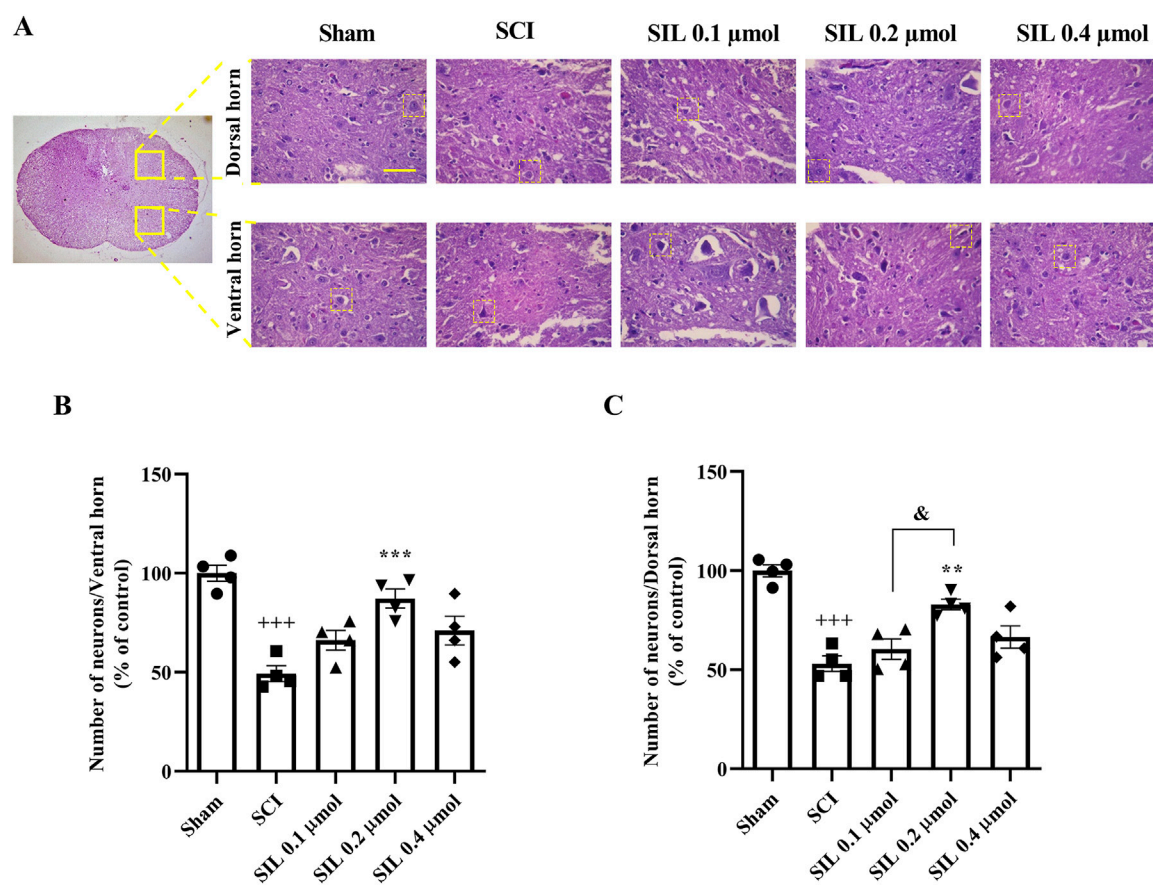 A
Sham
SCI
SIL 0.1 µmol
SIL 0.2 µmol
SIL 0.4 µmol
Dorsal horn
Ventral horn
B
Number of neurons/Ventral horn
(% of control)
150
100
50
0
+++
***
Sham
SCI
SIL 0.1 µmol
SIL 0.2 µmol
SIL 0.4 µmol
C
Number of neurons/Dorsal horn
(% of control)
150
100
50
0
+++
&
**
Sham
SCI
SIL 0.1 µmol
SIL 0.2 µmol
SIL 0.4 µmol